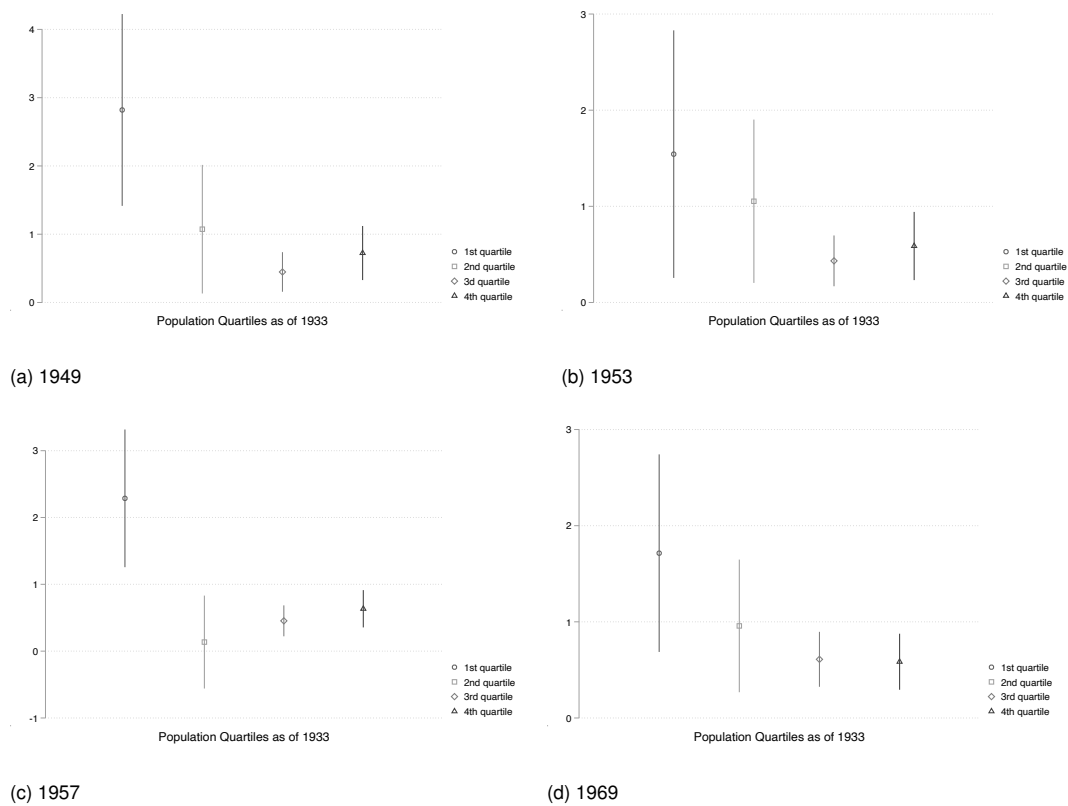 4
3
2
1
0
1st quartile
2nd quartile
3d quartile
4th quartile
Population Quartiles as of 1933
(a) 1949
3
2
1
0
1st quartile
2nd quartile
3rd quartile
4th quartile
Population Quartiles as of 1933
(b) 1953
3
2
1
0
-1
1st quartile
2nd quartile
3rd quartile
4th quartile
Population Quartiles as of 1933
(c) 1957
3
2
1
0
1st quartile
2nd quartile
3rd quartile
4th quartile
Population Quartiles as of 1933
(d) 1969